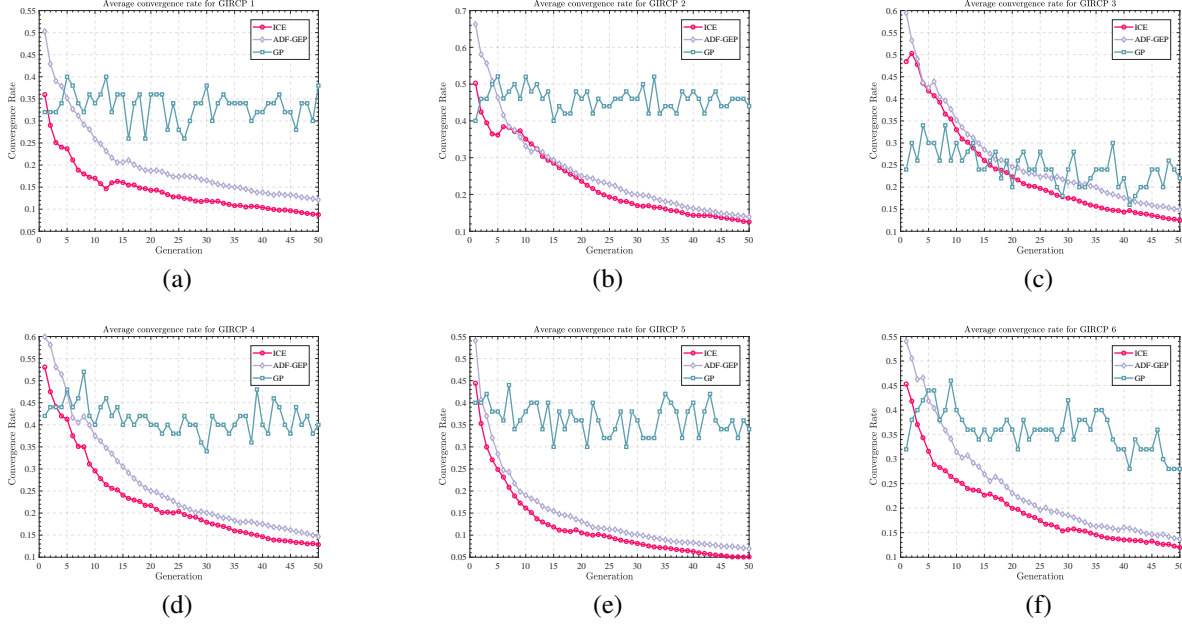 Average convergence rate for GIRCP 1
Convergence Rate
0.55
0.5
0.45
0.4
0.35
0.3
0.25
0.2
0.15
0.1
0.05
ICE
ADF-GEP
GP
0 5 10 15 20 25 30 35 40 45 50
Generation
(a)
Average convergence rate for GIRCP 2
Convergence Rate
0.7
0.6
0.5
0.4
0.3
0.2
0.1
ICE
ADF-GEP
GP
0 5 10 15 20 25 30 35 40 45 50
Generation
(b)
Average convergence rate for GIRCP 3
Convergence Rate
0.6
0.55
0.5
0.45
0.4
0.35
0.3
0.25
0.2
0.15
0.1
ICE
ADF-GEP
GP
0 5 10 15 20 25 30 35 40 45 50
Generation
(c)
Average convergence rate for GIRCP 4
Convergence Rate
0.6
0.55
0.5
0.45
0.4
0.35
0.3
0.25
0.2
0.15
0.1
ICE
ADF-GEP
GP
0 5 10 15 20 25 30 35 40 45 50
Generation
(d)
Average convergence rate for GIRCP 5
Convergence Rate
0.55
0.5
0.45
0.4
0.35
0.3
0.25
0.2
0.15
0.1
0.05
ICE
ADF-GEP
GP
0 5 10 15 20 25 30 35 40 45 50
Generation
(e)
Average convergence rate for GIRCP 6
Convergence Rate
0.55
0.5
0.45
0.4
0.35
0.3
0.25
0.2
0.15
0.1
ICE
ADF-GEP
GP
0 5 10 15 20 25 30 35 40 45 50
Generation
(f)